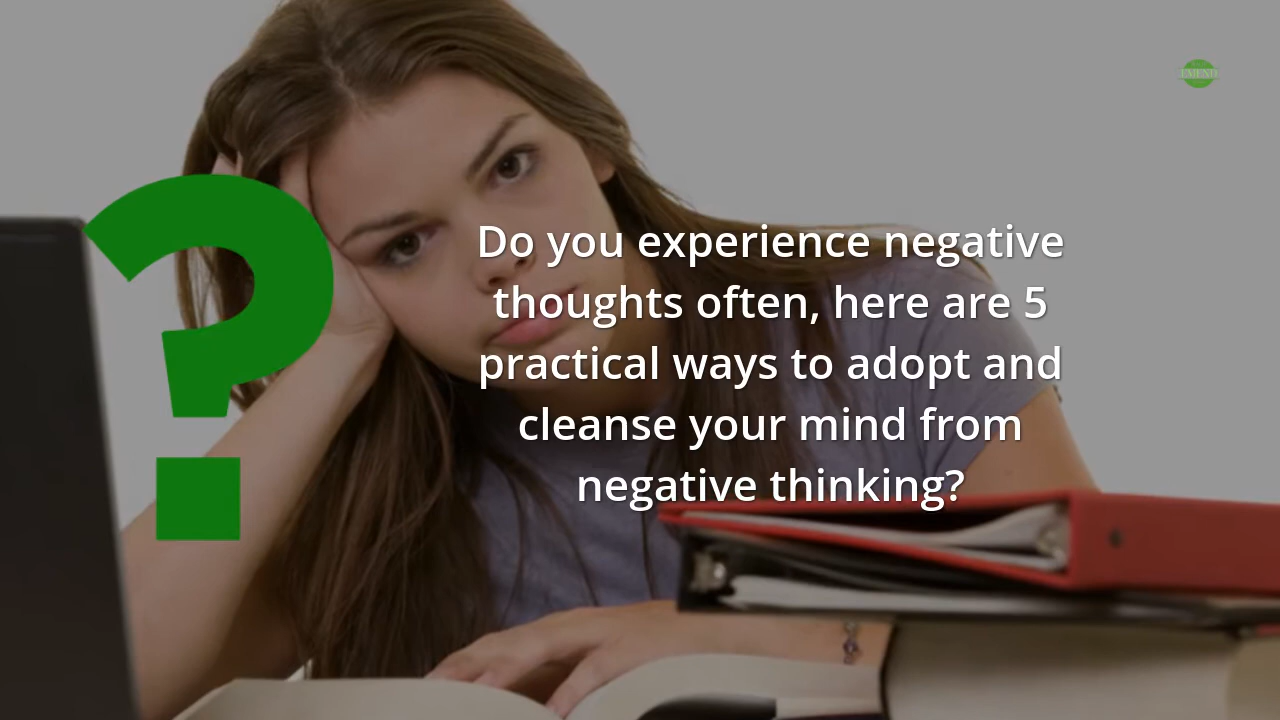 Do you experience negative
thoughts often, here are 5
practical ways to adopt and
cleanse your mind from
negative thinking?